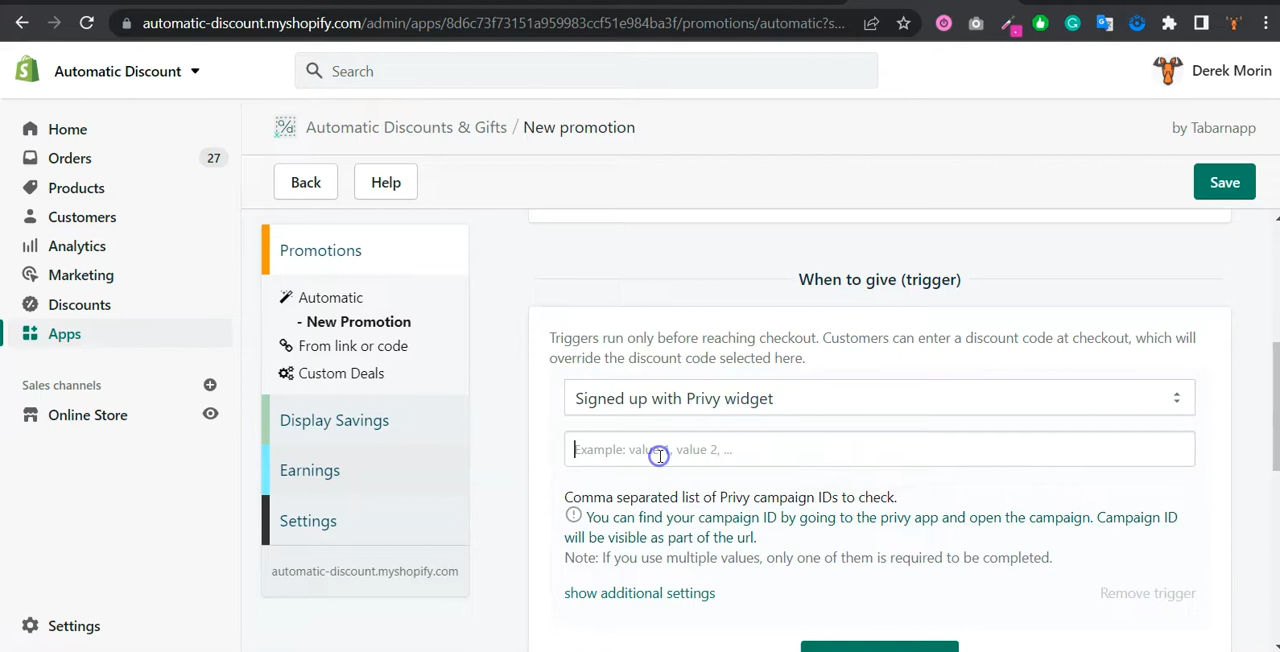 automatic-discount.myshopify.com/admin/apps/8d6c73f73151a959983ccf51e984ba3f/promotions/automatic?s...
Automatic Discount
Search
Derek Morin
Home
Orders 27
Products
Customers
Analytics
Marketing
Discounts
Apps
Sales channels
Online Store
Settings
Automatic Discounts & Gifts / New promotion
by Tabarnapp
Back
Help
Save
Promotions
Automatic
- New Promotion
From link or code
Custom Deals
Display Savings
Earnings
Settings
automatic-discount.myshopify.com
When to give (trigger)
Triggers run only before reaching checkout. Customers can enter a discount code at checkout, which will
override the discount code selected here.
Signed up with Privy widget
Example: value 1, value 2, ...
Comma separated list of Privy campaign IDs to check.
You can find your campaign ID by going to the privy app and open the campaign. Campaign ID
will be visible as part of the url.
Note: If you use multiple values, only one of them is required to be completed.
show additional settings
Remove trigger